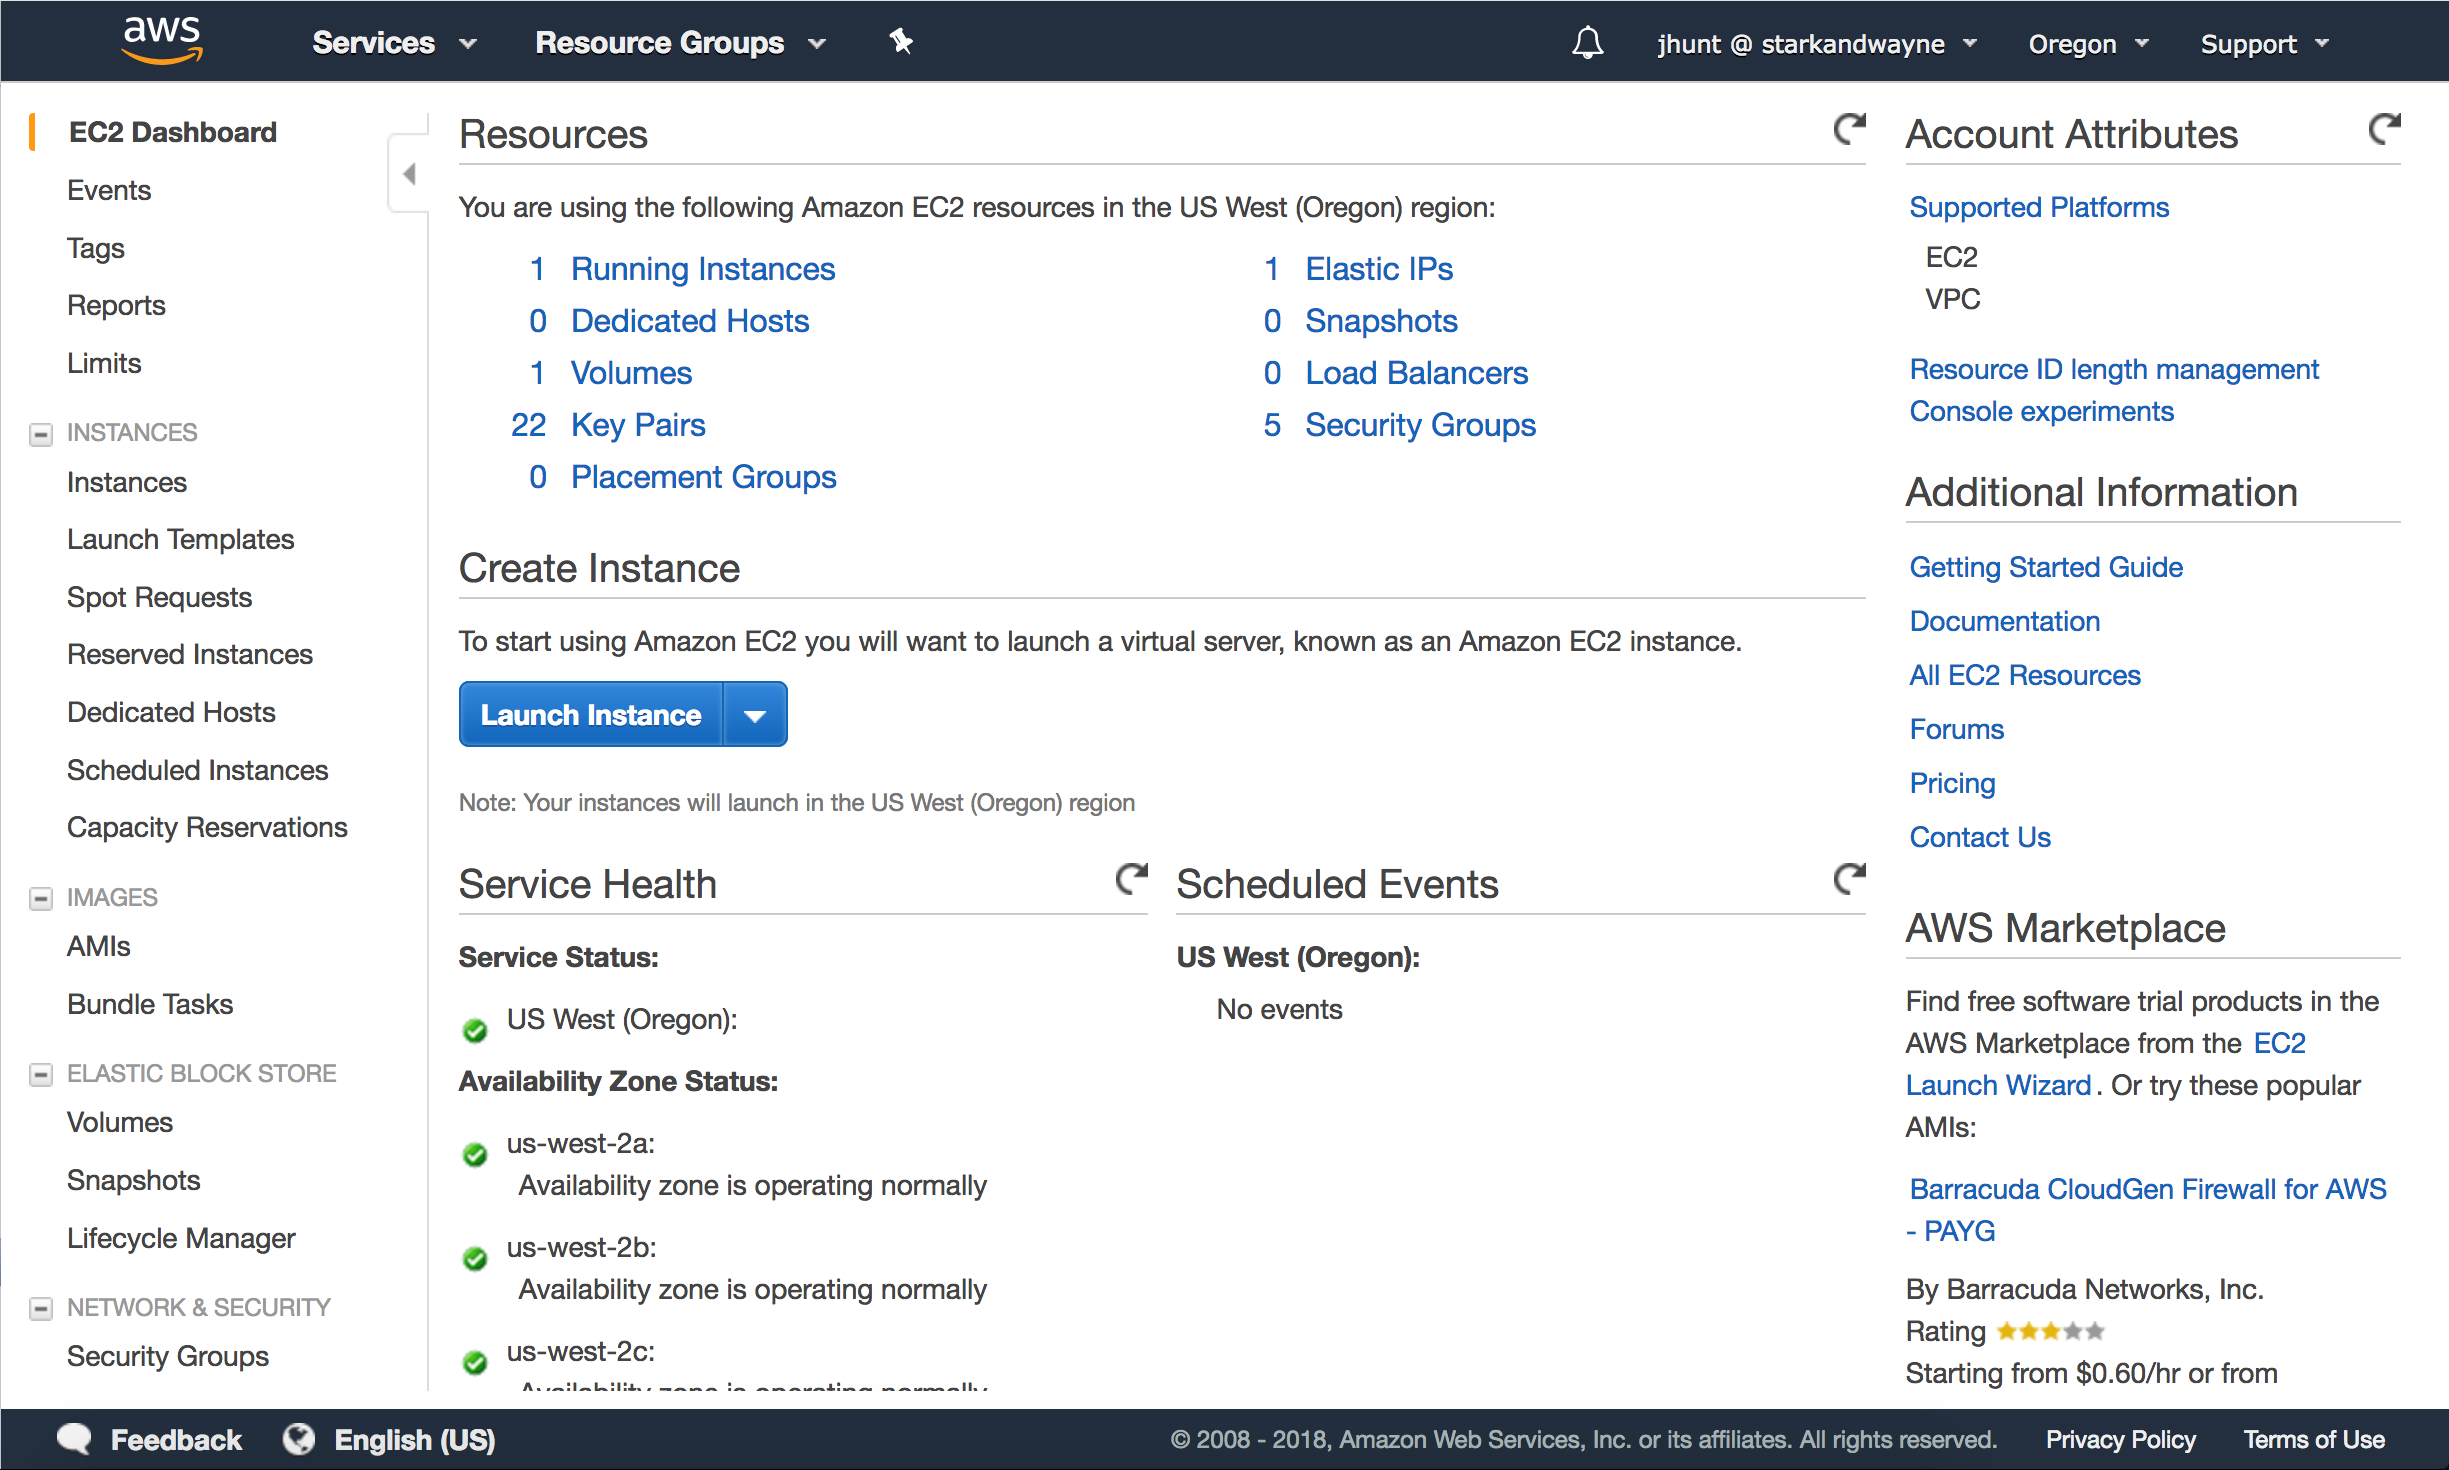 aws
Services
Resource Groups
jhunt @ starkandwayne
Oregon
Support
EC2 Dashboard
Events
Tags
Reports
Limits
INSTANCES
Instances
Launch Templates
Spot Requests
Reserved Instances
Dedicated Hosts
Scheduled Instances
Capacity Reservations
IMAGES
AMIs
Bundle Tasks
ELASTIC BLOCK STORE
Volumes
Snapshots
Lifecycle Manager
NETWORK & SECURITY
Security Groups
Resources
You are using the following Amazon EC2 resources in the US West (Oregon) region:
1 Running Instances
0 Dedicated Hosts
1 Volumes
22 Key Pairs
0 Placement Groups
1 Elastic IPs
0 Snapshots
0 Load Balancers
5 Security Groups
Create Instance
To start using Amazon EC2 you will want to launch a virtual server, known as an Amazon EC2 instance.
Launch Instance
Note: Your instances will launch in the US West (Oregon) region
Service Health
Service Status:
US West (Oregon):
Availability Zone Status:
us-west-2a:
Availability zone is operating normally
us-west-2b:
Availability zone is operating normally
us-west-2c:
Availability zone is operating normally
Scheduled Events
US West (Oregon):
No events
Account Attributes
Supported Platforms
EC2
VPC
Resource ID length management
Console experiments
Additional Information
Getting Started Guide
Documentation
All EC2 Resources
Forums
Pricing
Contact Us
AWS Marketplace
Find free software trial products in the
AWS Marketplace from the EC2
Launch Wizard. Or try these popular
AMIs:
Barracuda CloudGen Firewall for AWS
- PAYG
By Barracuda Networks, Inc.
Rating
Starting from $0.60/hr or from
Feedback
English (US)
© 2008 - 2018, Amazon Web Services, Inc. or its affiliates. All rights reserved.
Privacy Policy
Terms of Use